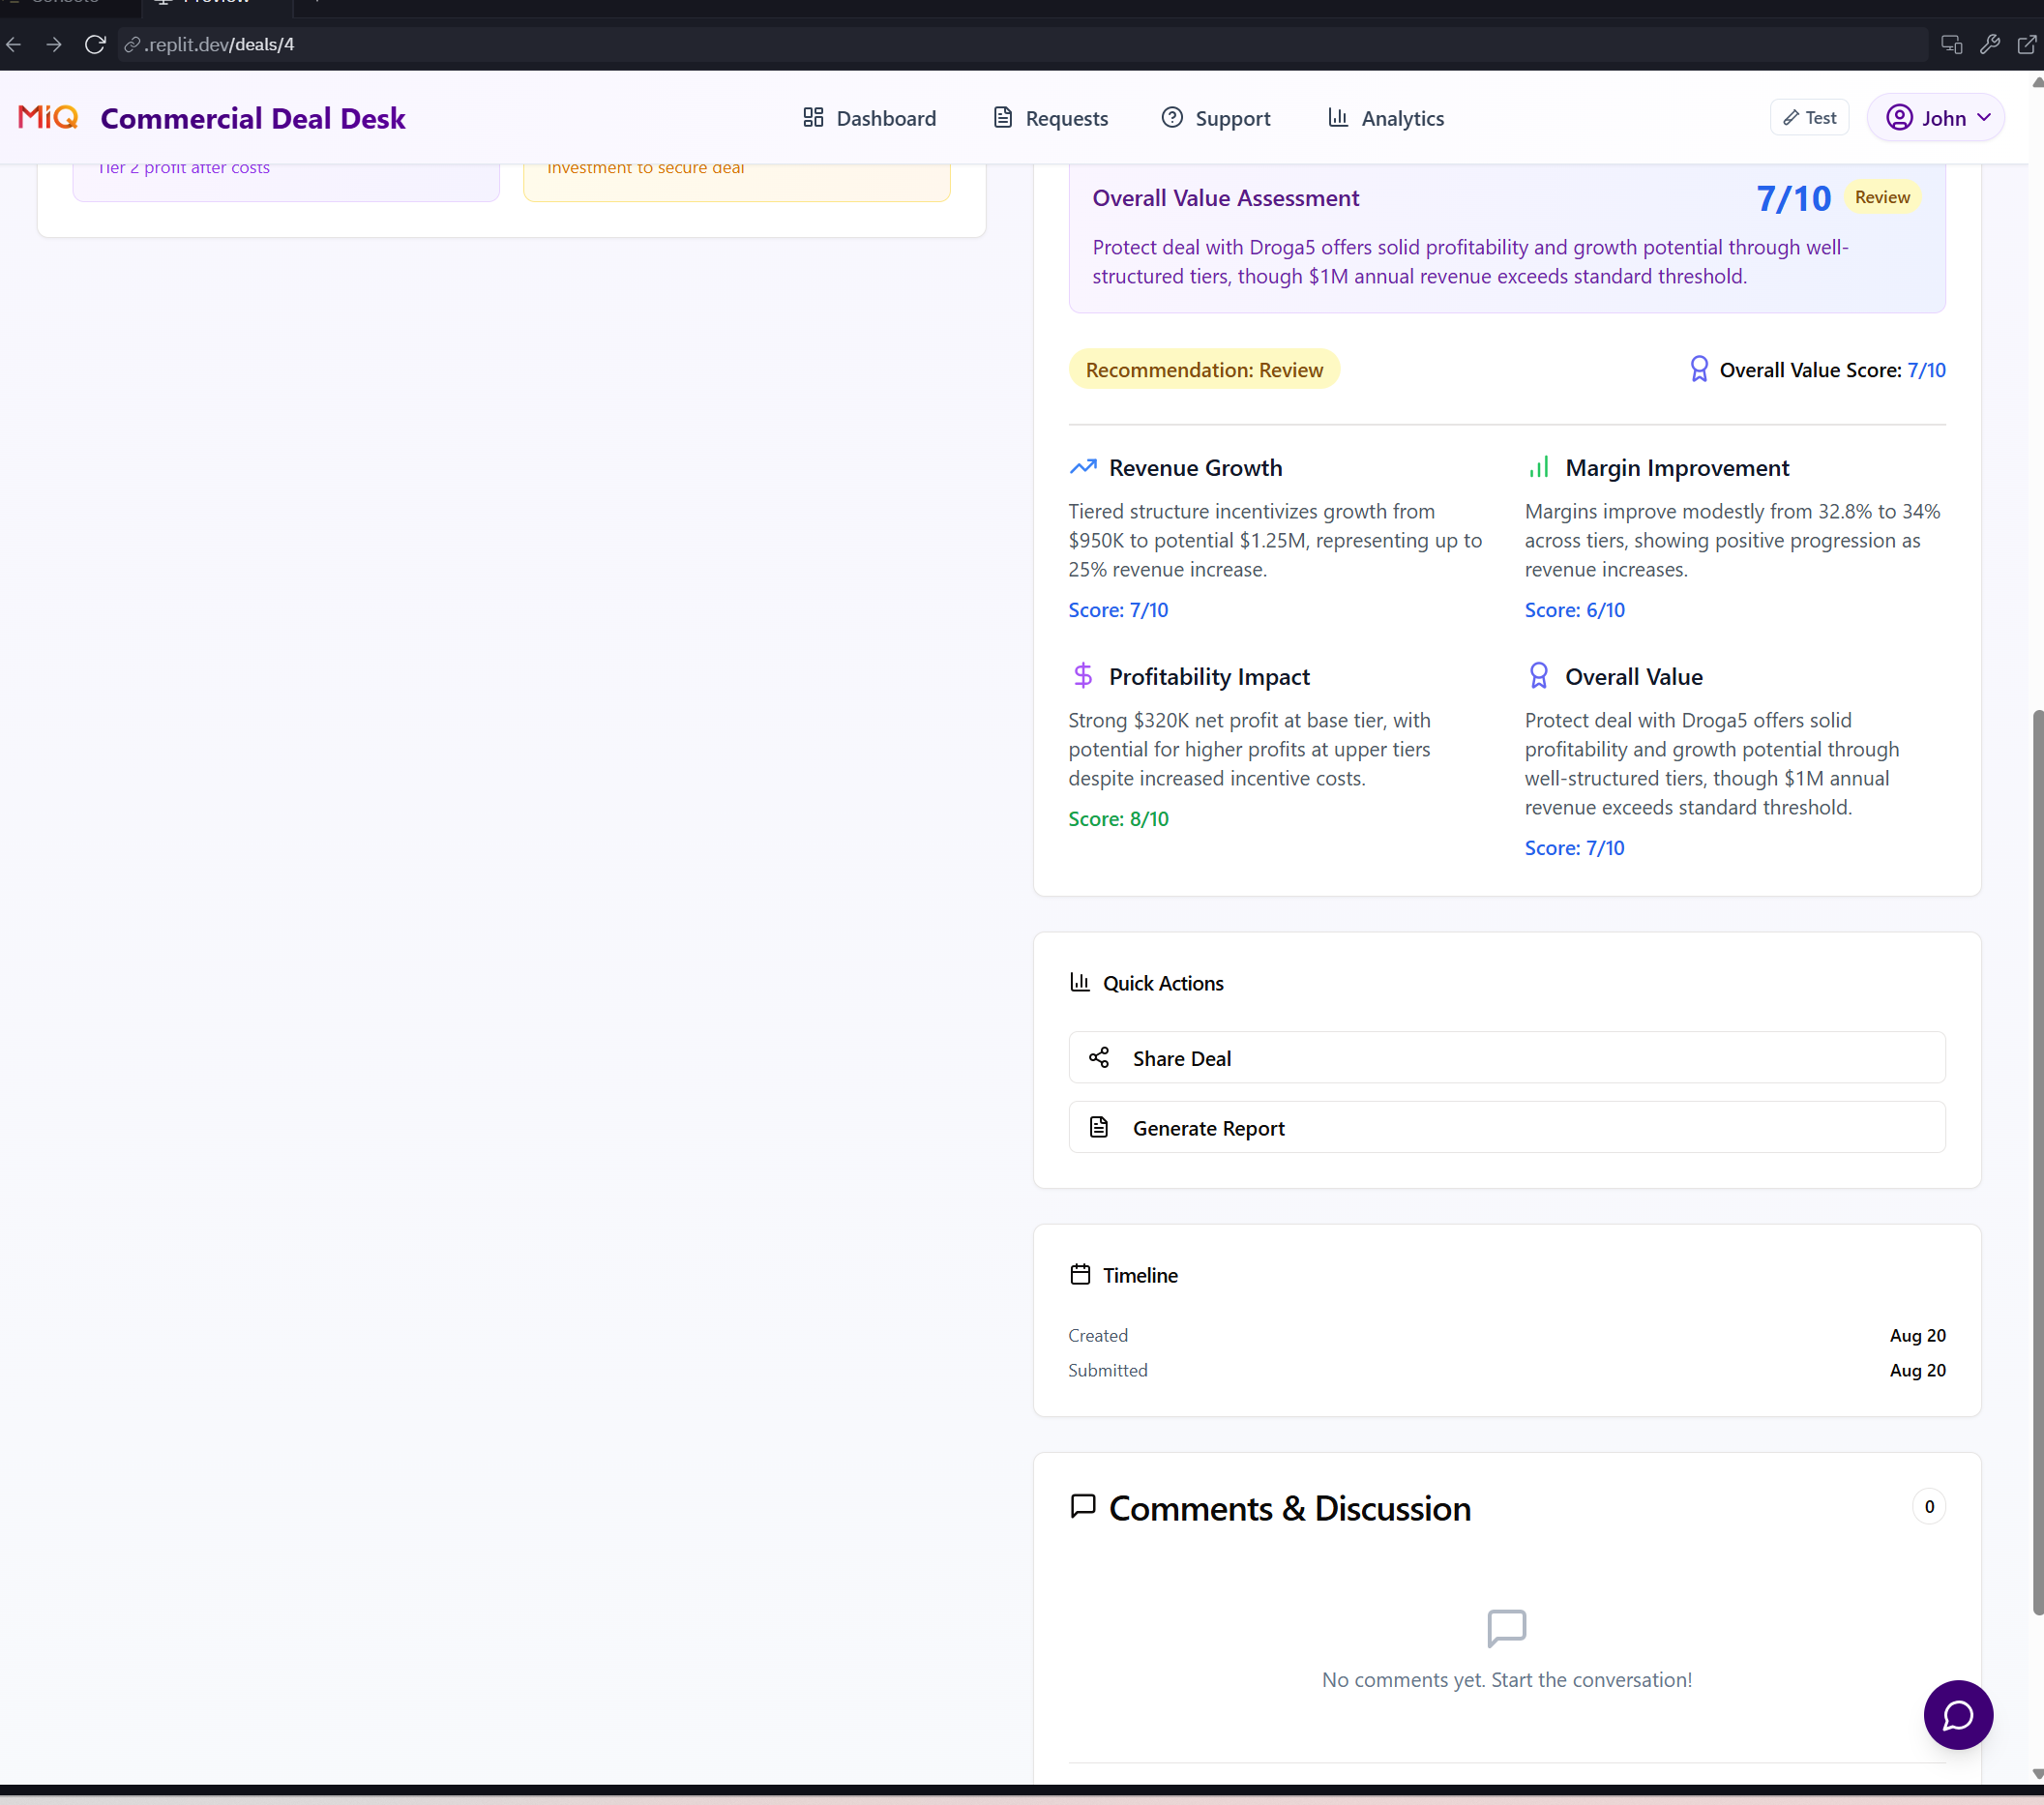 Console
Preview
.replit.dev/deals/4
MiQ
Commercial Deal Desk
Dashboard
Requests
Support
Analytics
Test
John
Tier 2 profit after costs
Investment to secure deal
Overall Value Assessment
7/10
Review
Protect deal with Droga5 offers solid profitability and growth potential through well-
structured tiers, though $1M annual revenue exceeds standard threshold.
Recommendation: Review
Overall Value Score: 7/10
Revenue Growth
Tiered structure incentivizes growth from
$950K to potential $1.25M, representing up to
25% revenue increase.
Score: 7/10
Margin Improvement
Margins improve modestly from 32.8% to 34%
across tiers, showing positive progression as
revenue increases.
Score: 6/10
Profitability Impact
Strong $320K net profit at base tier, with
potential for higher profits at upper tiers
despite increased incentive costs.
Score: 8/10
Overall Value
Protect deal with Droga5 offers solid
profitability and growth potential through
well-structured tiers, though $1M annual
revenue exceeds standard threshold.
Score: 7/10
Quick Actions
Share Deal
Generate Report
Timeline
Created
Aug 20
Submitted
Aug 20
Comments & Discussion
0
No comments yet. Start the conversation!